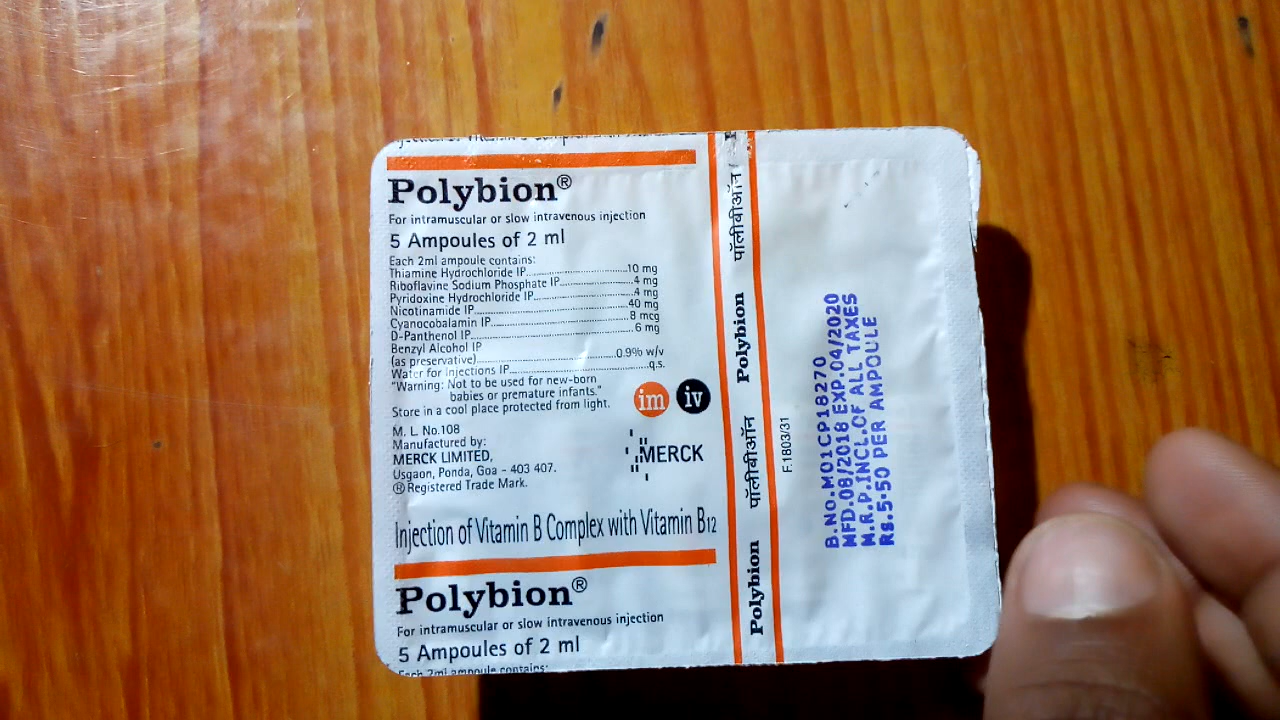 Polybion®
For intramuscular or slow intravenous injection
5 Ampoules of 2 ml
Each 2ml ampoule contains:
Thiamine Hydrochloride IP..........10 mg
Riboflavine Sodium Phosphate IP..........4 mg
Pyridoxine Hydrochloride IP..........4 mg
Nicotinamide IP..........40 mg
Cyanocobalamin IP..........8 mcg
D-Panthenol IP..........6 mg
Benzyl Alcohol IP
(as preservative)..........0.9% w/v
Water for Injections IP..........q.s.
"Warning: Not to be used for new-born
babies or premature infants."
Store in a cool place protected from light.
im iv
M. L. No.108
Manufactured by:
MERCK LIMITED,
Usgaon, Ponda, Goa - 403 407.
® Registered Trade Mark.
MERCK
Injection of Vitamin B Complex with Vitamin B12
Polybion®
For intramuscular or slow intravenous injection
5 Ampoules of 2 ml
Each 2ml ampoule contains:
Polybion पॉलीबीऑन Polybion पॉलीबीऑन
F.1803/31
B.No.M01CP18270
MFD.08/2018 EXP.04/2020
M.R.P.INCL.OF ALL TAXES
Rs.5·50 PER AMPOULE